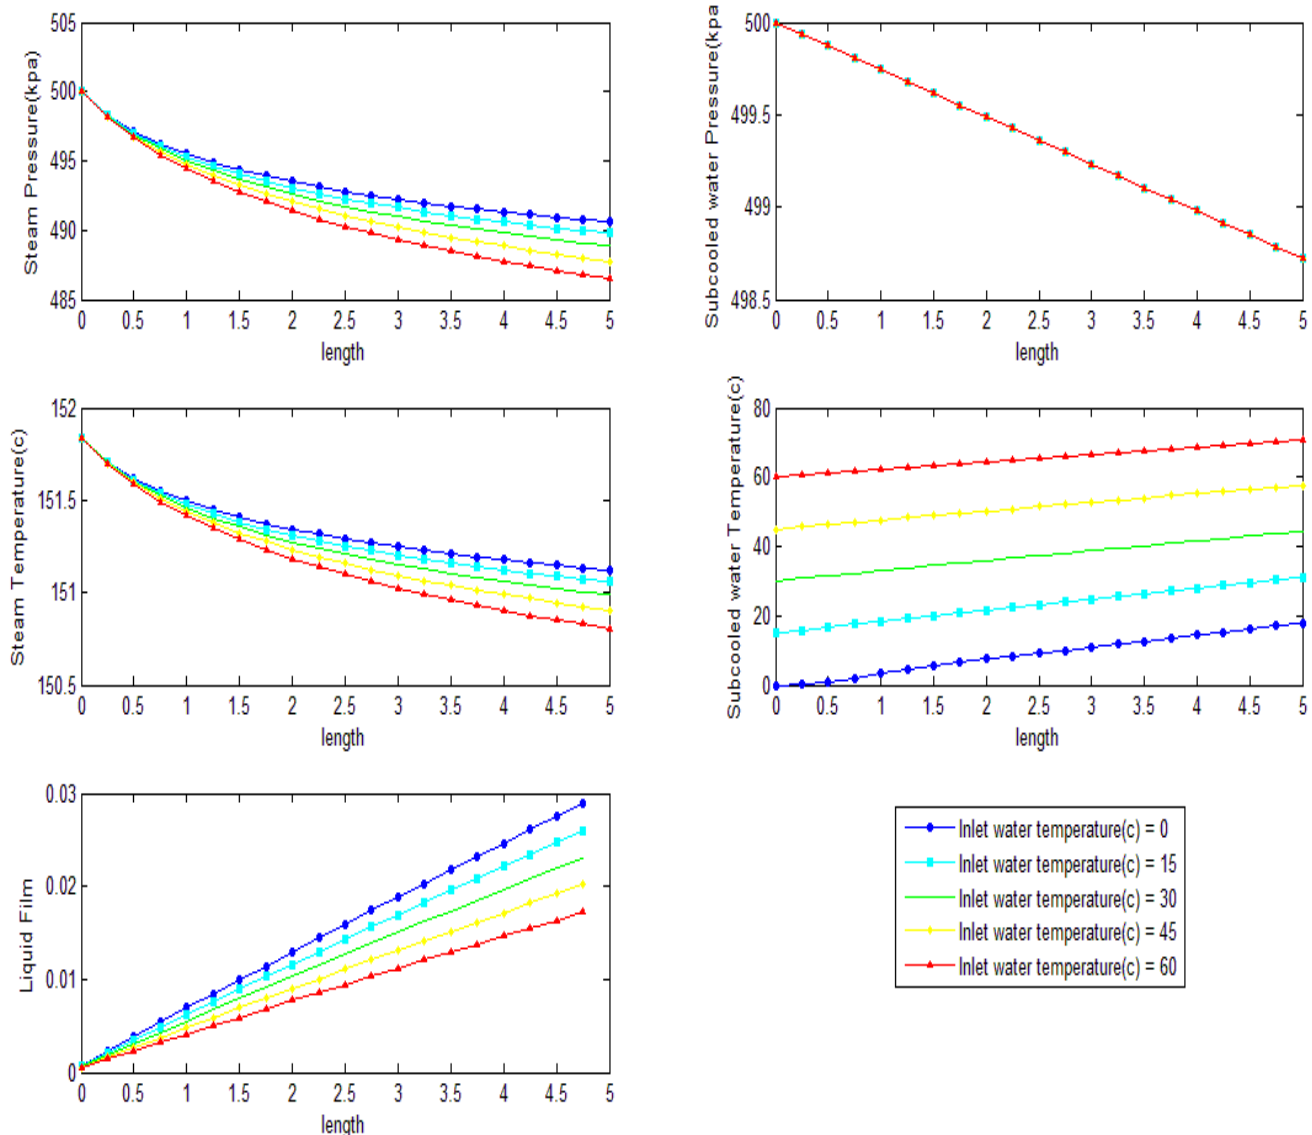 505
500
495
490
485
Steam Pressure(kpa)
0 0.5 1 1.5 2 2.5 3 3.5 4 4.5 5
length
500
499.5
499
498.5
Subcooled water Pressure(kpa
0 0.5 1 1.5 2 2.5 3 3.5 4 4.5 5
length
152
151.5
151
150.5
Steam Temperature(c)
0 0.5 1 1.5 2 2.5 3 3.5 4 4.5 5
length
80
60
40
20
0
Subcooled water Temperature(c)
0 0.5 1 1.5 2 2.5 3 3.5 4 4.5 5
length
0.03
0.02
0.01
0
Liquid Film
0 0.5 1 1.5 2 2.5 3 3.5 4 4.5 5
length
Inlet water temperature(c) = 0
Inlet water temperature(c) = 15
Inlet water temperature(c) = 30
Inlet water temperature(c) = 45
Inlet water temperature(c) = 60